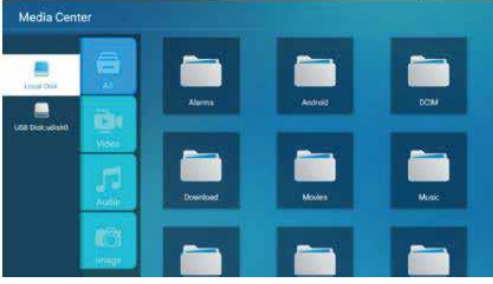 Media Center
Local Disk
USB Disk:udisk0
All
Video
Audio
Image
Alarms
Android
DCIM
Download
Movies
Music